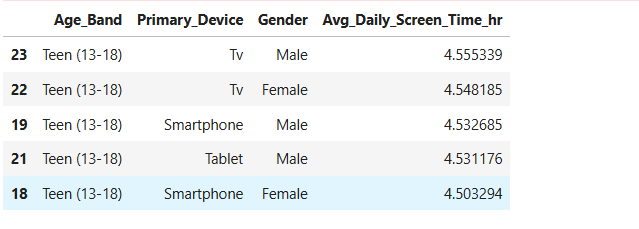 Age_Band Primary_Device Gender Avg_Daily_Screen_Time_hr
23 Teen (13-18) Tv Male 4.555339
22 Teen (13-18) Tv Female 4.548185
19 Teen (13-18) Smartphone Male 4.532685
21 Teen (13-18) Tablet Male 4.531176
18 Teen (13-18) Smartphone Female 4.503294